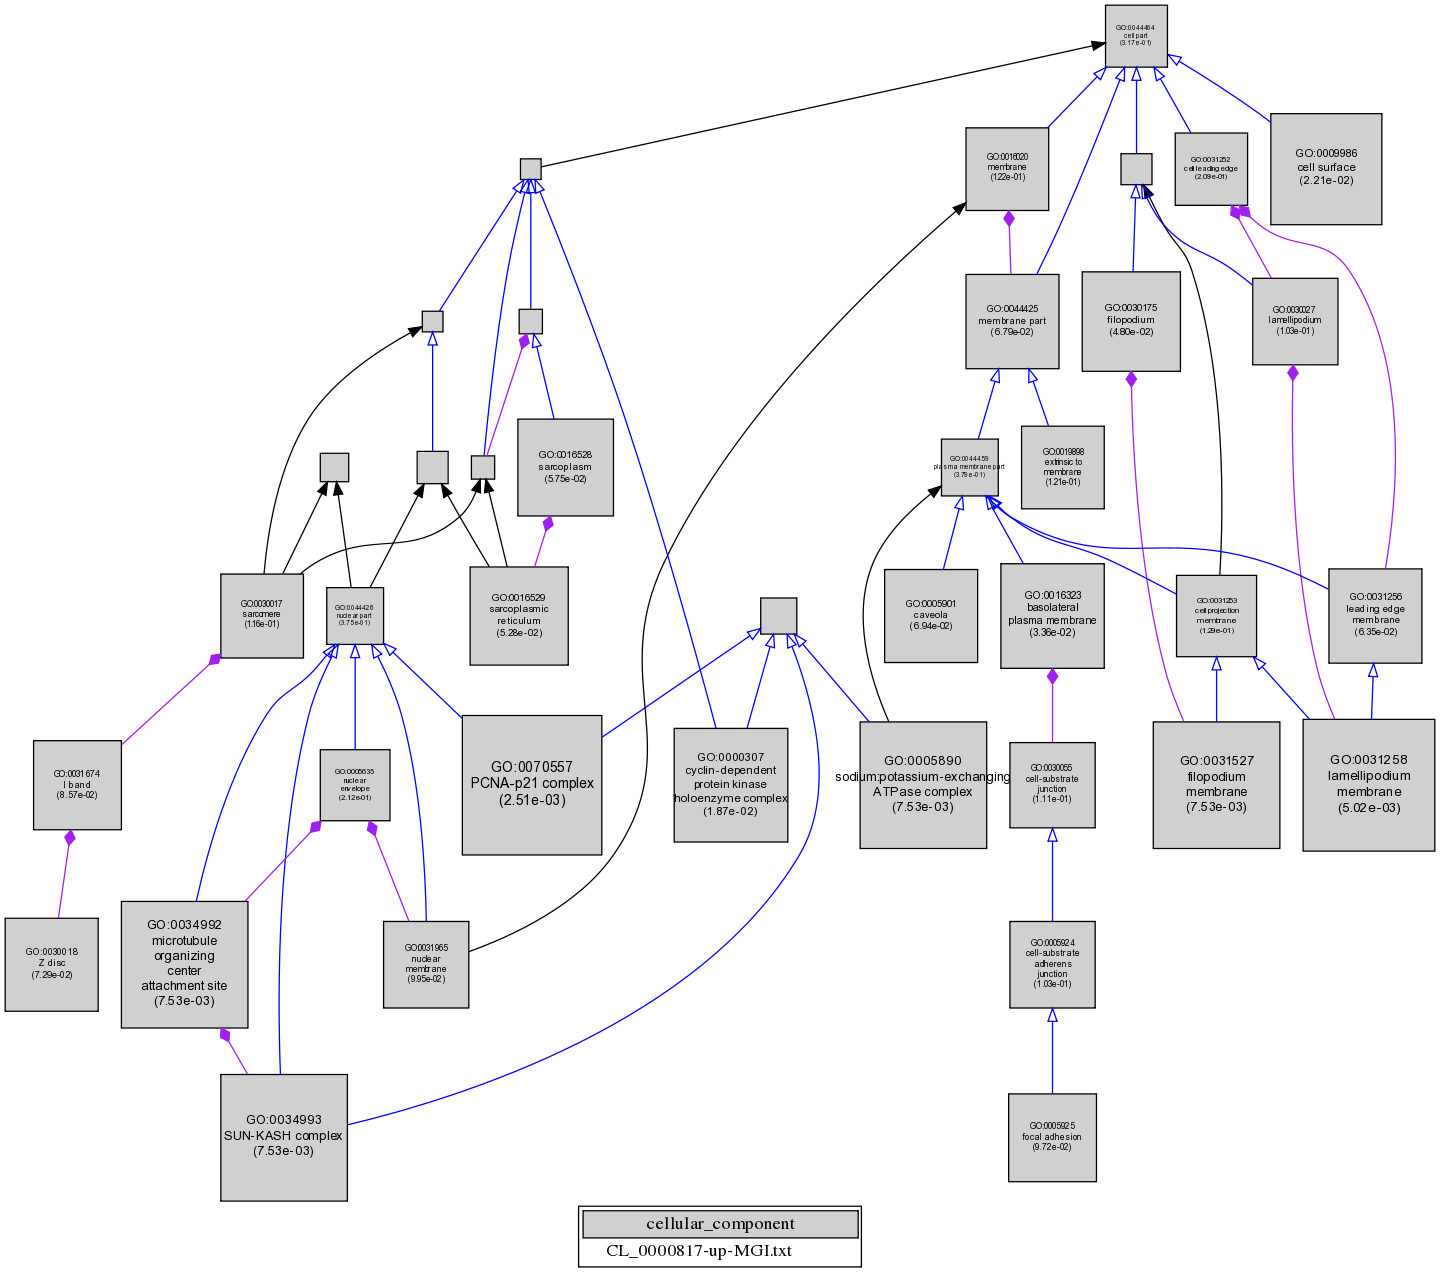 GO:0044464
cell part
(3.17e-01)
GO:0016020
membrane
(1.22e-01)
GO:0031252
cell leading edge
(2.09e-01)
GO:0009986
cell surface
(2.21e-02)
GO:0044425
membrane part
(6.79e-02)
GO:0030175
filopodium
(4.80e-02)
GO:0030027
lamellipodium
(1.03e-01)
GO:0016528
sarcoplasm
(5.75e-02)
GO:0044459
plasma membrane part
(3.79e-01)
GO:0019898
extrinsic to
membrane
(1.21e-01)
GO:0030017
sarcomere
(1.16e-01)
GO:0044428
nuclear part
(3.75e-01)
GO:0016529
sarcoplasmic
reticulum
(5.28e-02)
GO:0005901
caveola
(6.94e-02)
GO:0016323
basolateral
plasma membrane
(3.36e-02)
GO:0031253
cell projection
membrane
(1.29e-01)
GO:0031256
leading edge
membrane
(6.35e-02)
GO:0031674
I band
(8.57e-02)
GO:0005635
nuclear
envelope
(2.12e-01)
GO:0070557
PCNA-p21 complex
(2.51e-03)
GO:0000307
cyclin-dependent
protein kinase
holoenzyme complex
(1.87e-02)
GO:0005890
sodium:potassium-exchanging
ATPase complex
(7.53e-03)
GO:0030055
cell-substrate
junction
(1.11e-01)
GO:0031527
filopodium
membrane
(7.53e-03)
GO:0031258
lamellipodium
membrane
(5.02e-03)
GO:0030018
Z disc
(7.29e-02)
GO:0034992
microtubule
organizing
center
attachment site
(7.53e-03)
GO:0031965
nuclear
membrane
(9.95e-02)
GO:0005924
cell-substrate
adherens
junction
(1.03e-01)
GO:0034993
SUN-KASH complex
(7.53e-03)
GO:0005925
focal adhesion
(9.72e-02)
cellular_component
CL_0000817-up-MGI.txt